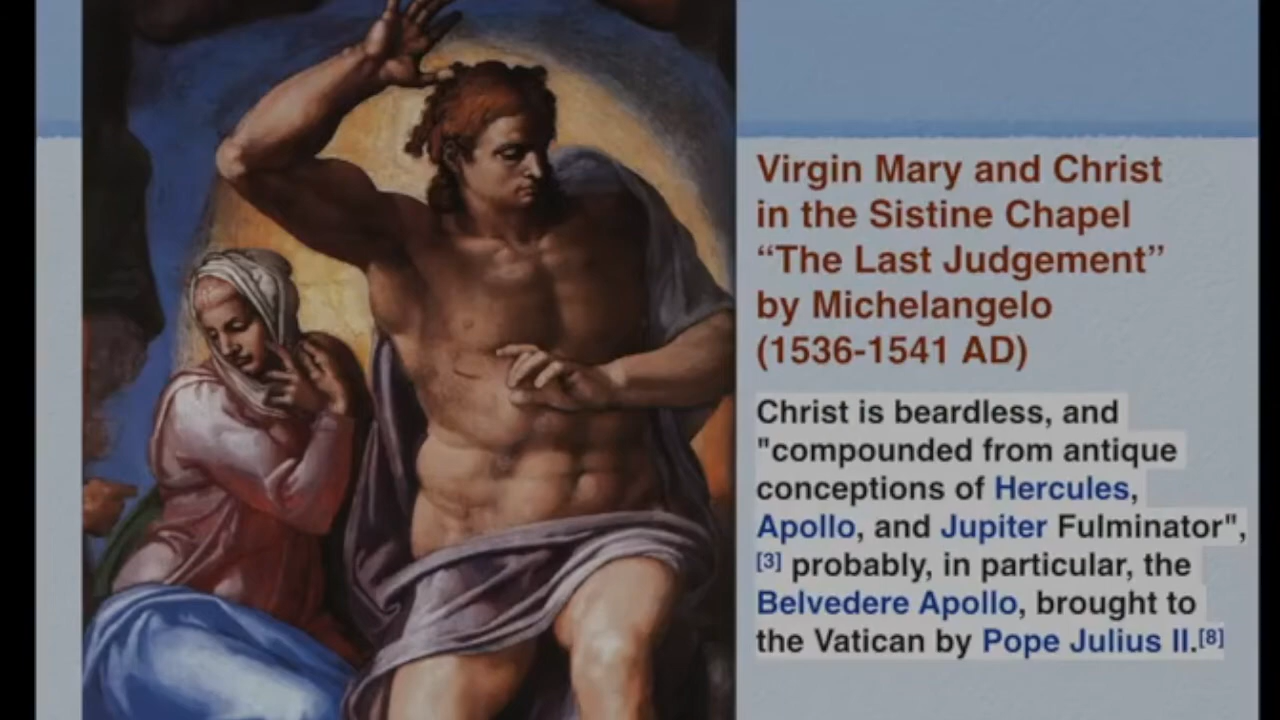 Virgin Mary and Christ
in the Sistine Chapel
“The Last Judgement”
by Michelangelo
(1536-1541 AD)
Christ is beardless, and
"compounded from antique
conceptions of Hercules,
Apollo, and Jupiter Fulminator",
[3] probably, in particular, the
Belvedere Apollo, brought to
the Vatican by Pope Julius II.[8]